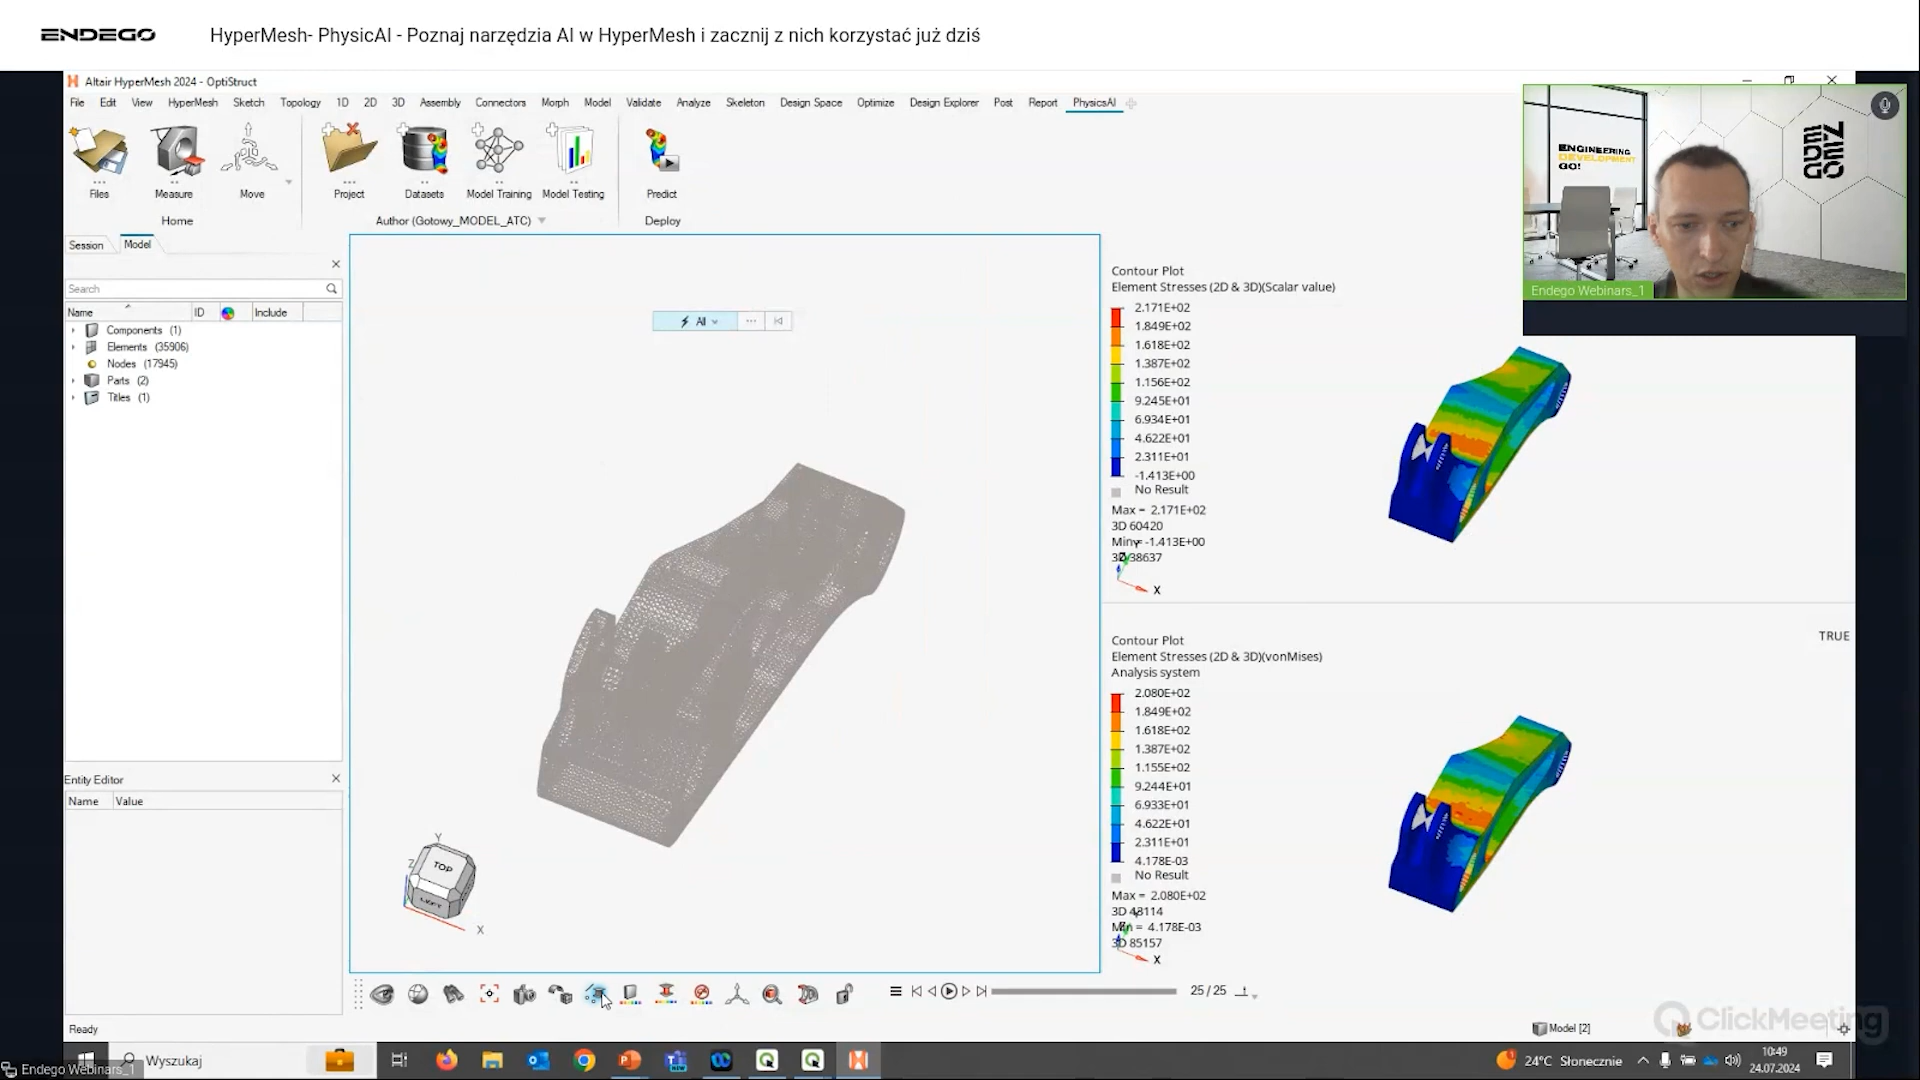 ENDEGO
HyperMesh- PhysicAI - Poznaj narzędzia AI w HyperMesh i zacznij z nich korzystać już dziś
Altair HyperMesh 2024 - OptiStruct
File Edit View HyperMesh Sketch Topology 1D 2D 3D Assembly Connectors Morph Model Validate Analyze Skeleton Design Space Optimize Design Explorer Post Report PhysicsAI
Files Measure Move Project Datasets Model Training Model Testing Predict
Home Author (Gotowy_MODEL_ATC) Deploy
ENGINEERING
DEVELOPMENT
GO!
Endego Webinars_1
Session Model
Search
Name ID Include
Components (1)
Elements (35906)
Nodes (17945)
Parts (2)
Titles (1)
Entity Editor
Name Value
All
Y
Z
TOP
LEFT
X
Contour Plot
Element Stresses (2D & 3D)(Scalar value)
2.171E+02
1.849E+02
1.618E+02
1.387E+02
1.156E+02
9.245E+01
6.934E+01
4.622E+01
2.311E+01
-1.413E+00
No Result
Max = 2.171E+02
3D 60420
Min = -1.413E+00
3D 38637
X
TRUE
Contour Plot
Element Stresses (2D & 3D)(vonMises)
Analysis system
2.080E+02
1.849E+02
1.618E+02
1.387E+02
1.155E+02
9.244E+01
6.933E+01
4.622E+01
2.311E+01
4.178E-03
No Result
Max = 2.080E+02
3D 43114
Min = 4.178E-03
3D 85157
X
25 / 25
Ready
Model [2]
ClickMeeting
Wyszukaj
24°C Słonecznie
10:49
24.07.2024
Endego Webinars_1